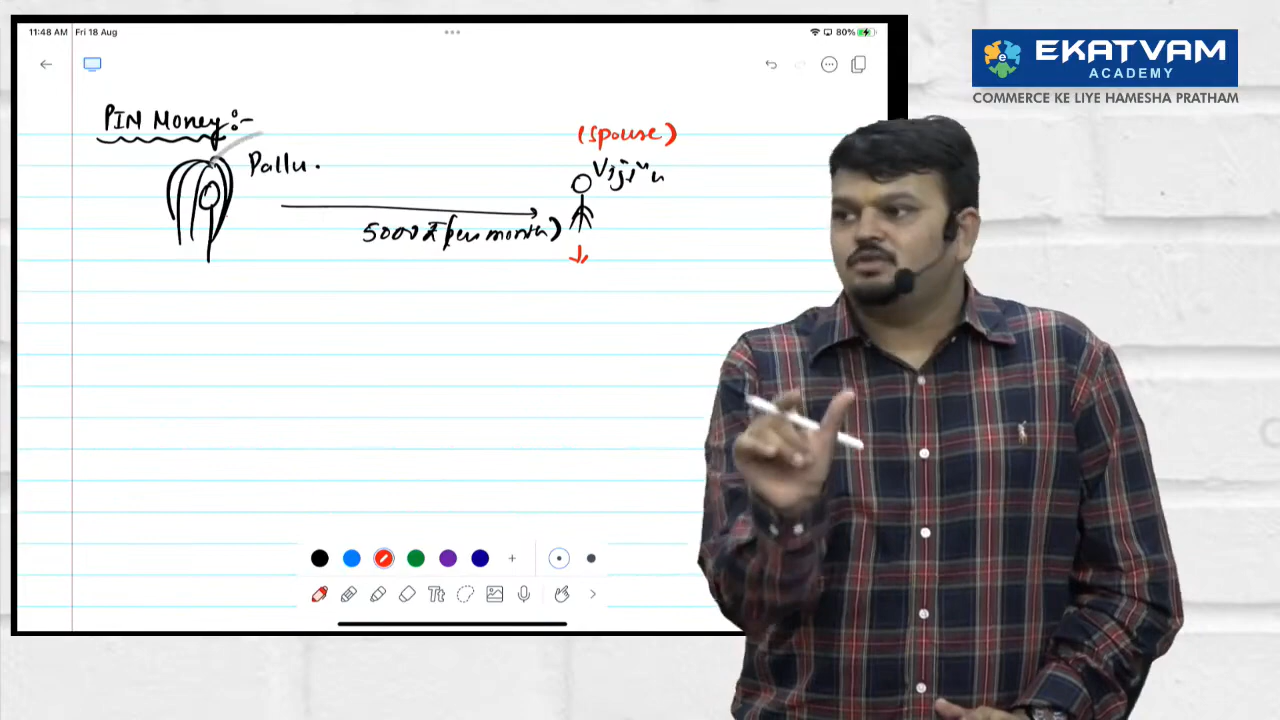 11:48 AM Fri 18 Aug
80%
EKATVAM
ACADEMY
COMMERCE KE LIYE HAMESHA PRATHAM
PIN Money:-
(Spouse)
Pallu.
5000 ₹ (per month)
Tt